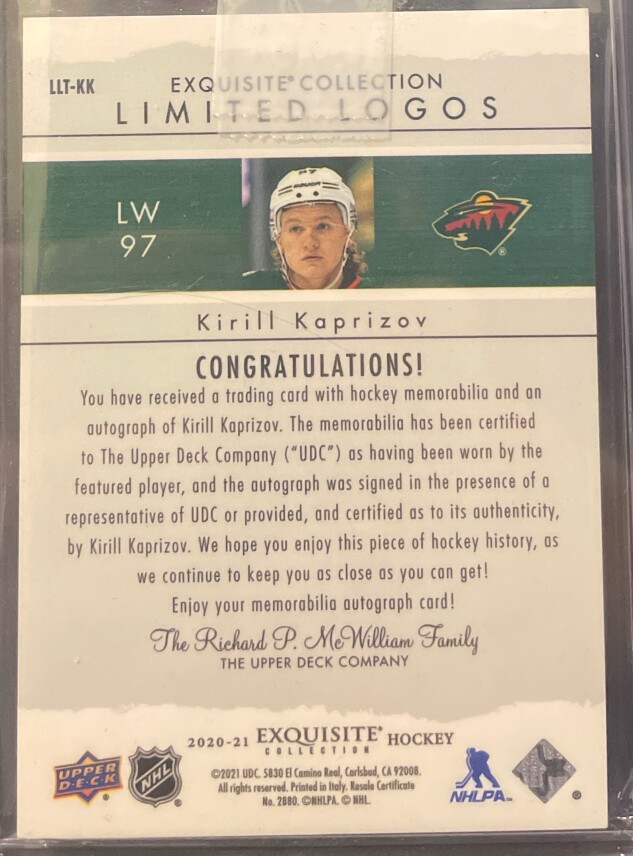 LLT-KK
EXQUISITE® COLLECTION
LIMITED LOGOS
LW
97
Kirill Kaprizov
CONGRATULATIONS!
You have received a trading card with hockey memorabilia and an
autograph of Kirill Kaprizov. The memorabilia has been certified
to The Upper Deck Company (“UDC”) as having been worn by the
featured player, and the autograph was signed in the presence of a
representative of UDC or provided, and certified as to its authenticity,
by Kirill Kaprizov. We hope you enjoy this piece of hockey history, as
we continue to keep you as close as you can get!
Enjoy your memorabilia autograph card!
The Richard P. McWilliam Family
THE UPPER DECK COMPANY
2020-21 EXQUISITE® HOCKEY
COLLECTION
UPPER
D·E·C·K
®
NHL
®
©2021 UDC. 5830 El Camino Real, Carlsbad, CA 92008.
All rights reserved. Printed in Italy. Resale Certificate
No. 2880. ©NHLPA. © NHL.
NHLPA™
®